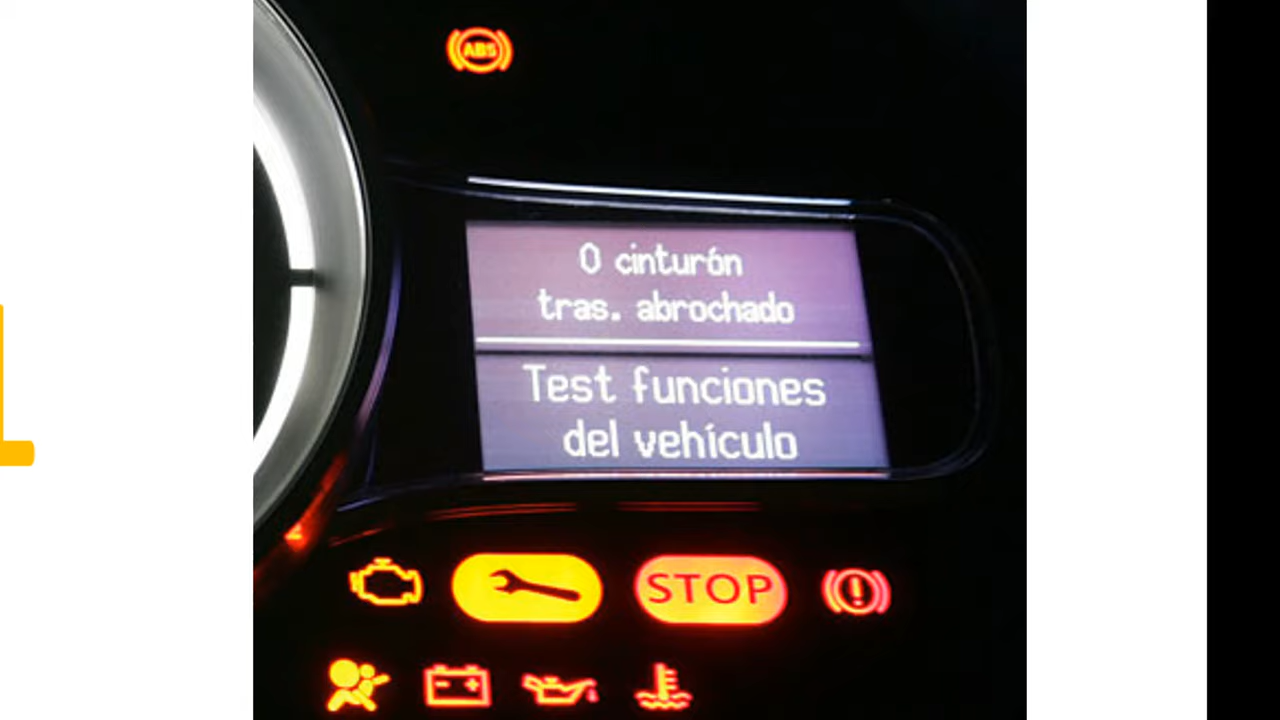 ABS
0 cinturón
tras. abrochado
Test funciones
del vehículo
STOP